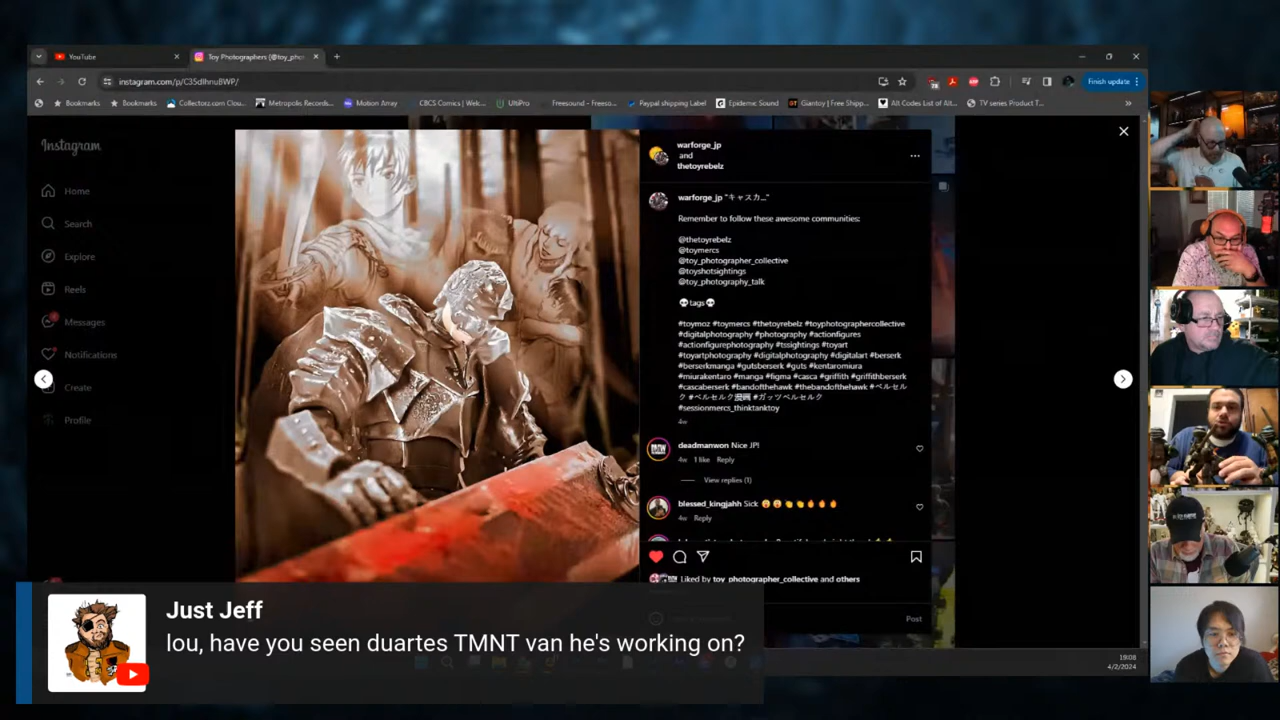 YouTube
Toy Photographers (@toy_phot
instagram.com/p/C35dlhnuBWP/
Finish update
Bookmarks
Bookmarks
Collectorz.com Clou...
Metropolis Records...
Motion Array
CBCS Comics | Welc...
UltiPro
Freesound - Freeso...
Paypal shipping Label
Epidemic Sound
Giantoy | Free Shipp...
Alt Codes List of Alt...
TV series Product T...
Instagram
Home
Search
Explore
Reels
Messages
Notifications
Create
Profile
warforge_jp
and
thetoyrebelz
warforge_jp "キャスカ..."
Remember to follow these awesome communities:
@thetoyrebelz
@toymercs
@toy_photographer_collective
@toyshotsightings
@toy_photography_talk
💀tags💀
#toymoz #toymercs #thetoyrebelz #toyphotographercollective
#digitalphotography #photography #actionfigures
#actionfigurephotography #tssightings #toyart
#toyartphotography #digitalphotography #digitalart #berserk
#berserkmanga #gutsberserk #guts #kentaromiura
#miurakentaro #manga #figma #casca #griffith #griffithberserk
#cascaberserk #bandofthehawk #thebandofthehawk #ベルセル
ク #ベルセルク漫画 #ガッツベルセルク
#sessionmercs_thinktanktoy
4w
deadmanwon Nice JP!
4w 1 like Reply
View replies (1)
blessed_kingjahh Sick
4w Reply
Liked by toy_photographer_collective and others
Post
19:08
4/2/2024
Just Jeff
lou, have you seen duartes TMNT van he's working on?